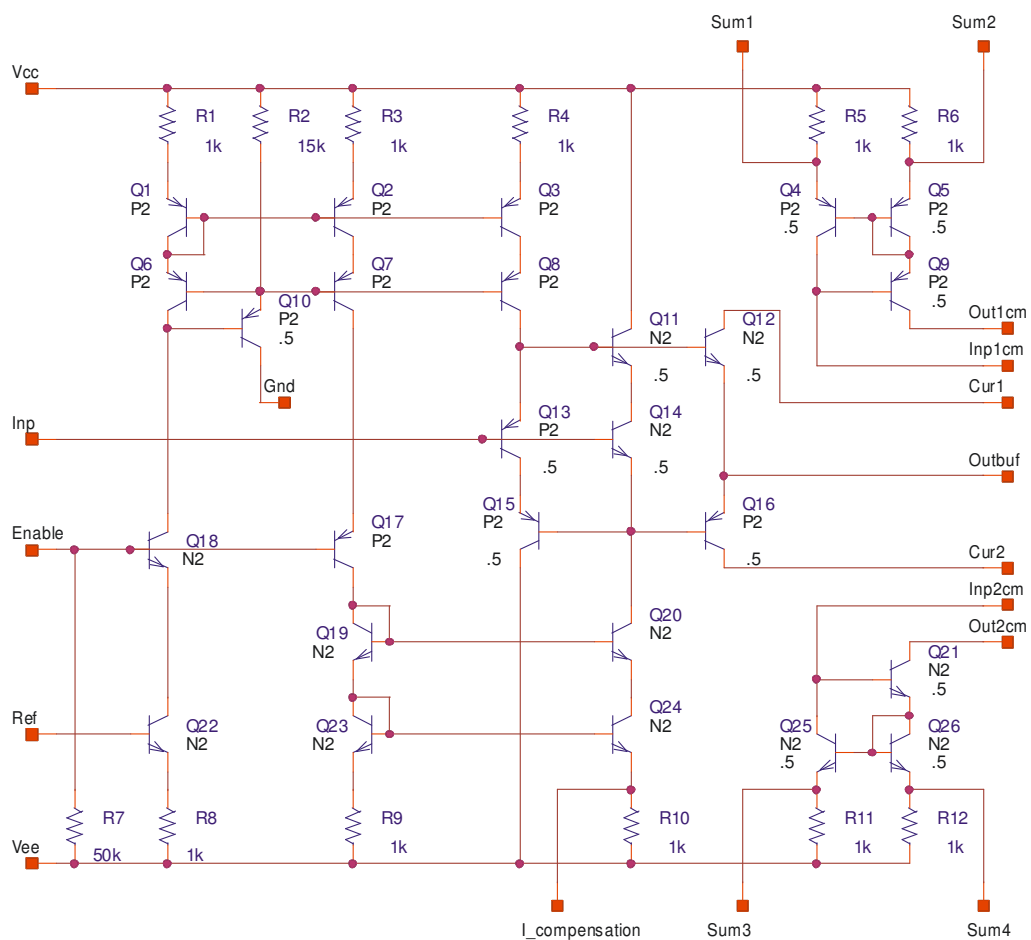 Sum1 Sum2
Vcc
R1 R2 R3 R4 R5 R6
1k 15k 1k 1k 1k 1k
Q1 Q2 Q3 Q4 Q5
P2 P2 P2 P2 P2
.5 .5
Q6 Q7 Q8 Q9
P2 P2 P2 P2
.5
Q10
P2
.5
Out1cm
Q11 Q12
N2 N2
.5 .5
Inp1cm
Gnd
Cur1
Inp
Q13 Q14
P2 N2
.5 .5
Outbuf
Q15 Q16
P2 P2
.5 .5
Enable
Q18 Q17
N2 P2
Cur2
Inp2cm
Out2cm
Q19 Q20
N2 N2
Q21
N2
.5
Ref
Q22 Q23 Q24 Q25 Q26
N2 N2 N2 N2 N2
.5 .5
R7 R8 R9 R10 R11 R12
50k 1k 1k 1k 1k 1k
Vee
I_compensation Sum3 Sum4